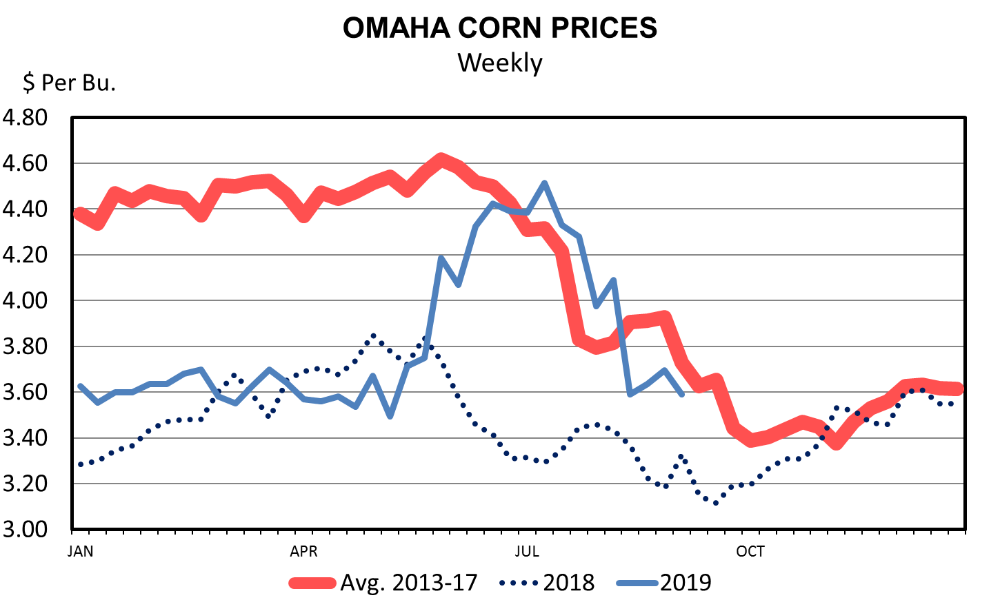 OMAHA CORN PRICES
Weekly
$ Per Bu.
4.80
4.60
4.40
4.20
4.00
3.80
3.60
3.40
3.20
3.00
JAN APR JUL OCT
Avg. 2013-17 2018 2019